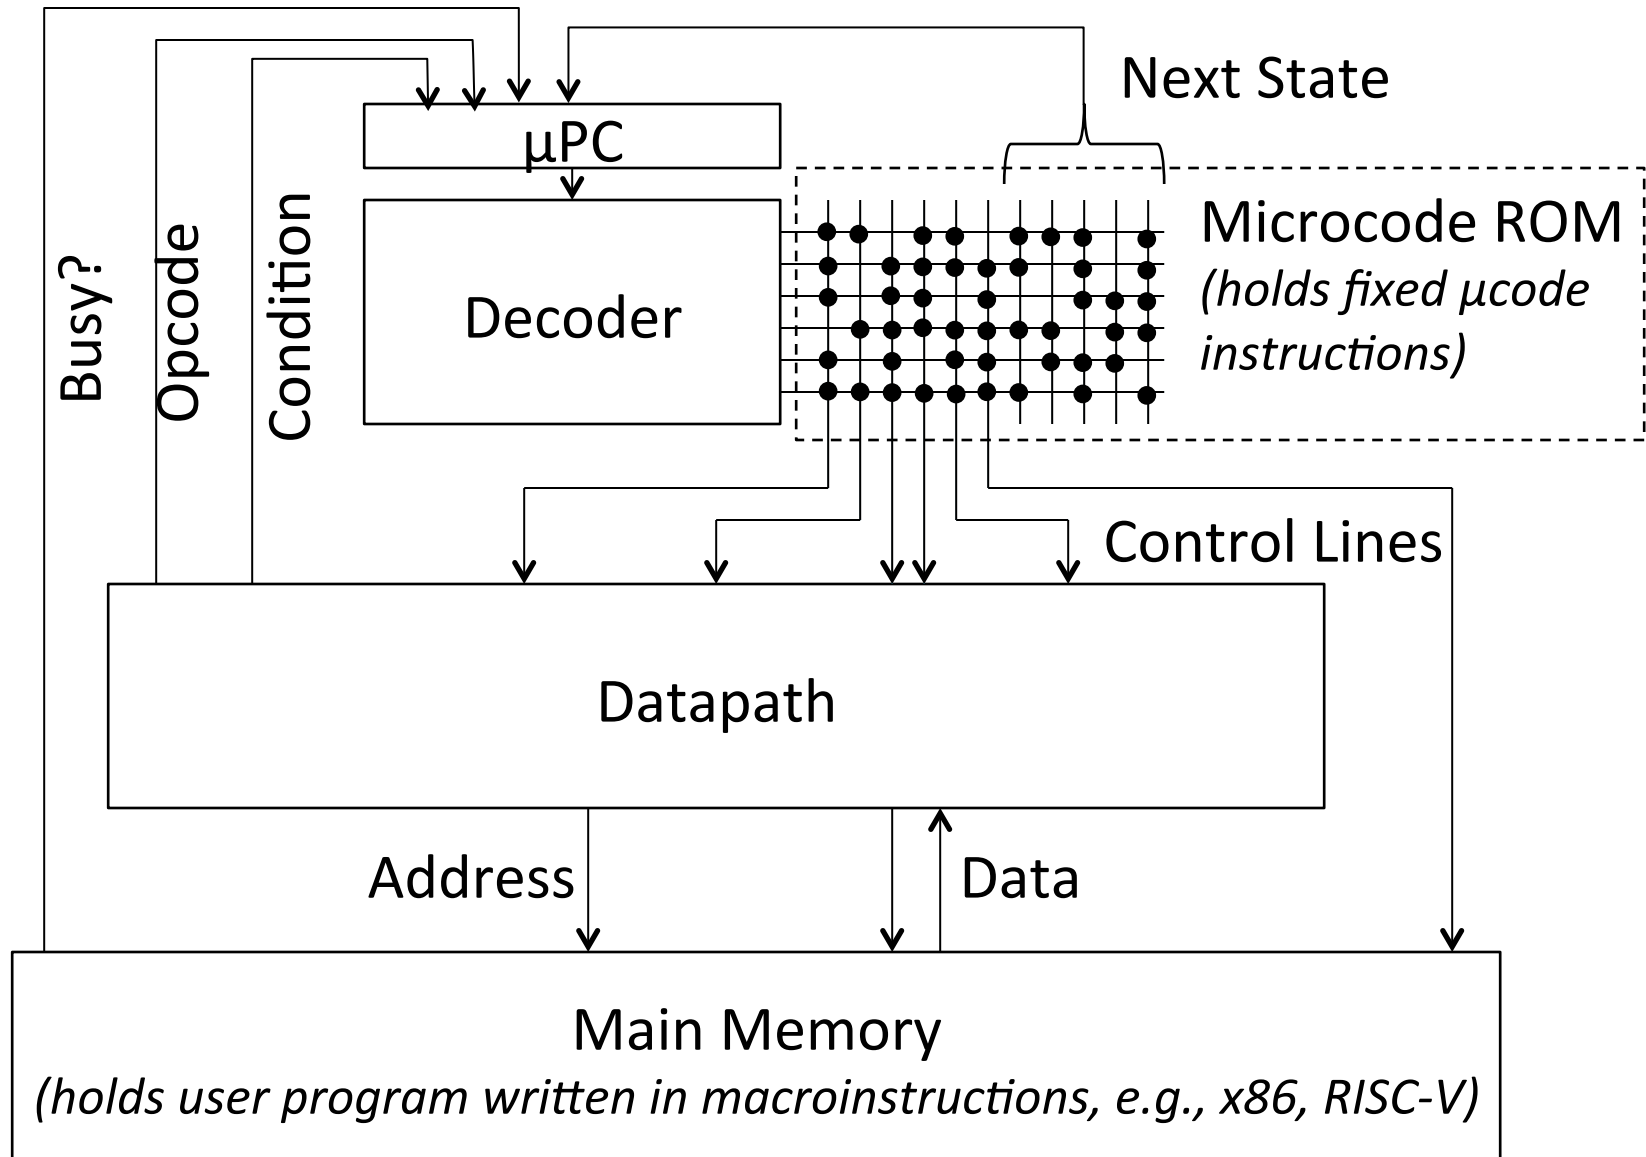 Next State
µPC
Busy?
Opcode
Condition
Decoder
Microcode ROM
(holds fixed µcode
instructions)
Control Lines
Datapath
Address
Data
Main Memory
(holds user program written in macroinstructions, e.g., x86, RISC-V)